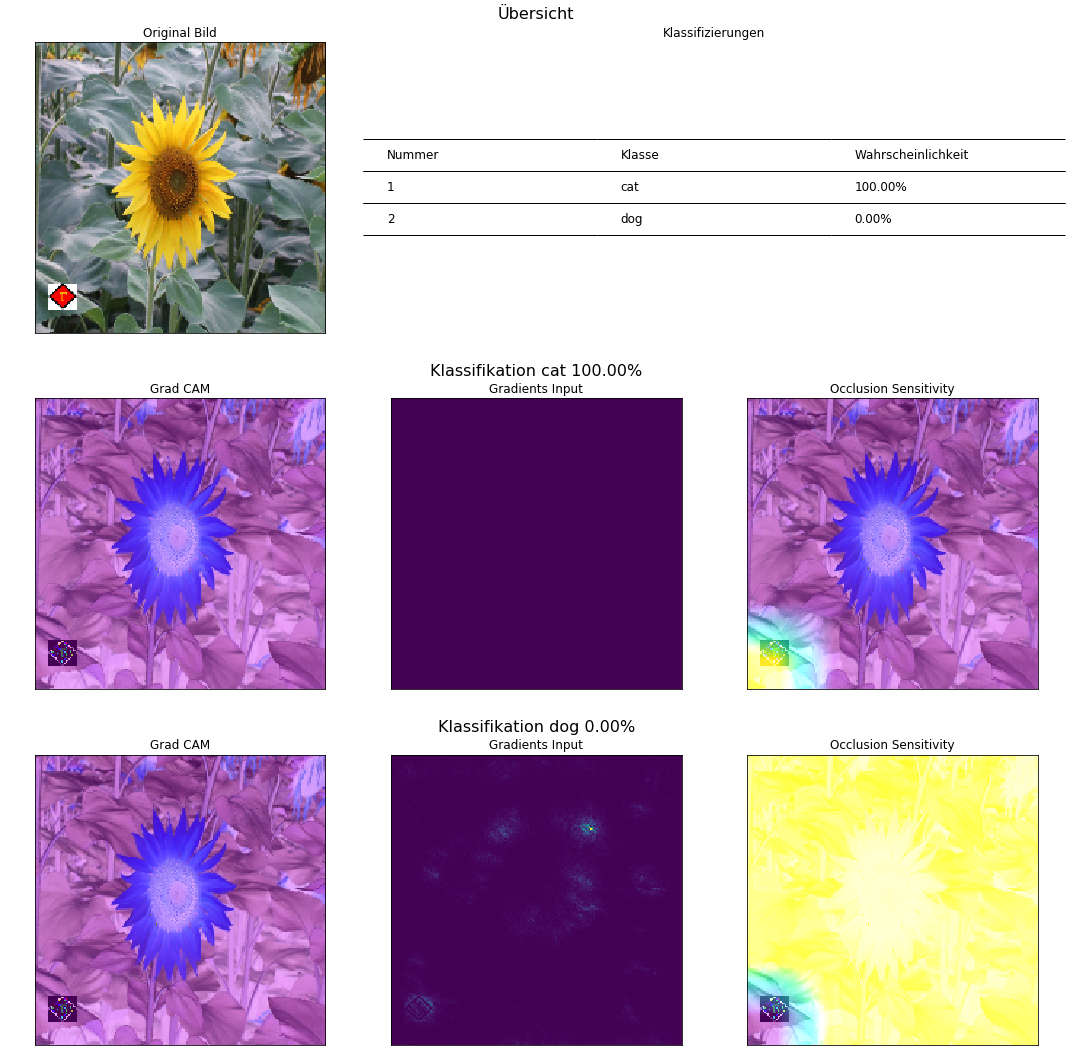 Übersicht
Original Bild
Klassifizierungen
Nummer Klasse Wahrscheinlichkeit
1 cat 100.00%
2 dog 0.00%
Klassifikation cat 100.00%
Grad CAM
Gradients Input
Occlusion Sensitivity
Klassifikation dog 0.00%
Grad CAM
Gradients Input
Occlusion Sensitivity